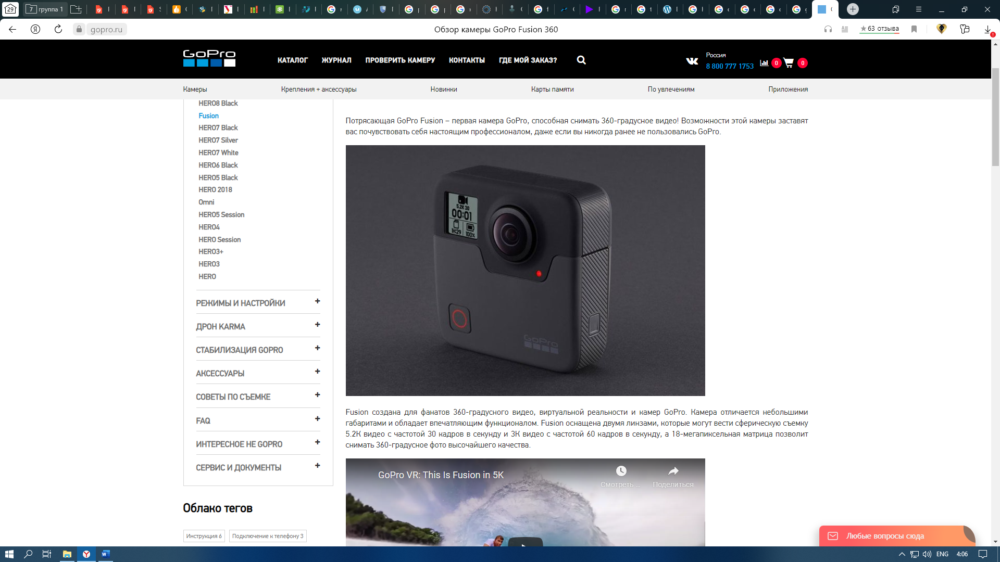 29
7
группа 1
gopro.ru
Обзор камеры GoPro Fusion 360
63 отзыва
GoPro
КАТАЛОГ
ЖУРНАЛ
ПРОВЕРИТЬ КАМЕРУ
КОНТАКТЫ
ГДЕ МОЙ ЗАКАЗ?
Россия
8 800 777 1753
0
0
Камеры
Крепления + аксессуары
Новинки
Карты памяти
По увлечениям
Приложения
HERO8 Black
Fusion
HERO7 Black
HERO7 Silver
HERO7 White
HERO6 Black
HERO5 Black
HERO 2018
Omni
HERO5 Session
HERO4
HERO Session
HERO3+
HERO3
HERO
РЕЖИМЫ И НАСТРОЙКИ
ДРОН KARMA
СТАБИЛИЗАЦИЯ GOPRO
АКСЕССУАРЫ
СОВЕТЫ ПО СЪЕМКЕ
FAQ
ИНТЕРЕСНОЕ НЕ GOPRO
СЕРВИС И ДОКУМЕНТЫ
Облако тегов
Инструкция 6
Подключение к телефону 3
Потрясающая GoPro Fusion – первая камера GoPro, способная снимать 360-градусное видео! Возможности этой камеры заставят
вас почувствовать себя настоящим профессионалом, даже если вы никогда ранее не пользовались GoPro.
5.2K 30
00:01
1H:29
100%
GoPro
Fusion создана для фанатов 360-градусного видео, виртуальной реальности и камер GoPro. Камера отличается небольшими
габаритами и обладает впечатляющим функционалом. Fusion оснащена двумя линзами, которые могут вести сферическую съемку
5.2К видео с частотой 30 кадров в секунду и 3К видео с частотой 60 кадров в секунду, а 18-мегапиксельная матрица позволит
снимать 360-градусное фото высочайшего качества.
GoPro VR: This Is Fusion in 5K
Смотреть ...
Поделиться
Любые вопросы сюда
ENG
4:06